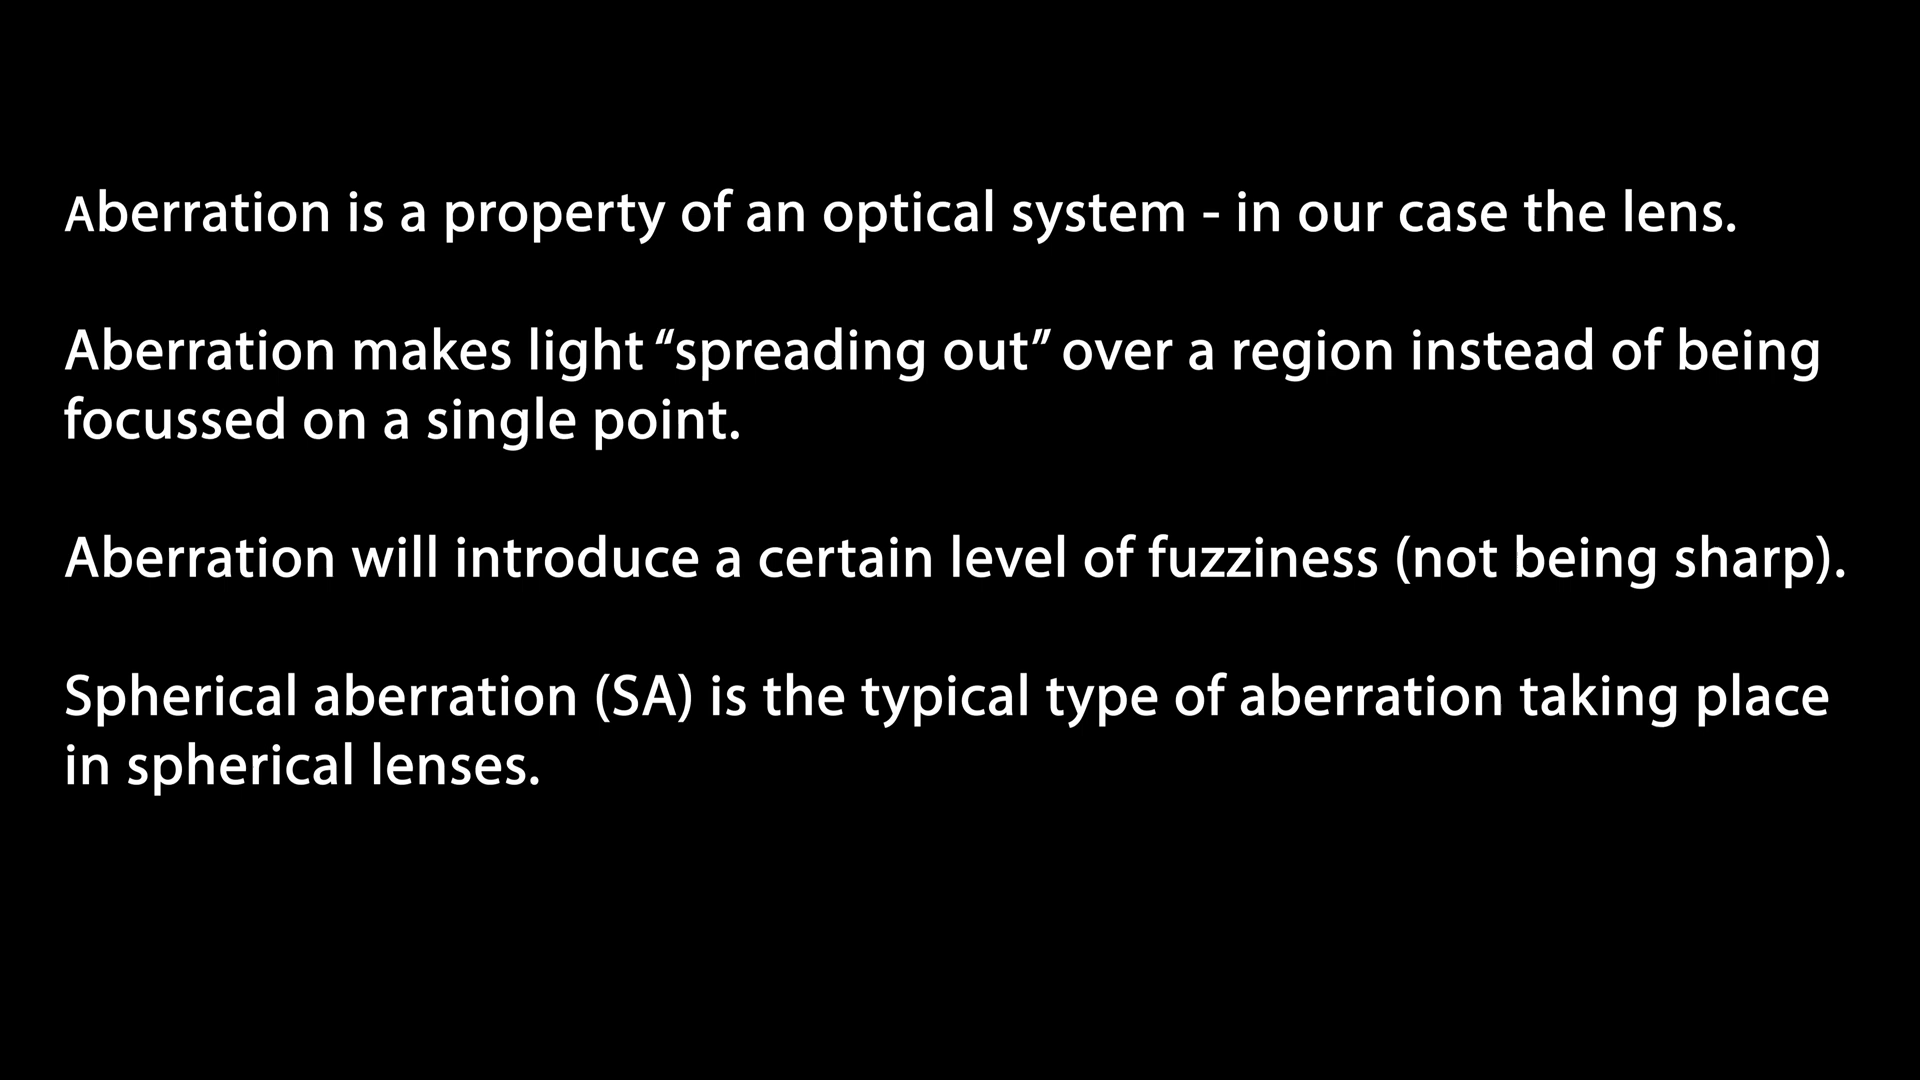 Aberration is a property of an optical system - in our case the lens.
Aberration makes light “spreading out” over a region instead of being
focussed on a single point.
Aberration will introduce a certain level of fuzziness (not being sharp).
Spherical aberration (SA) is the typical type of aberration taking place
in spherical lenses.